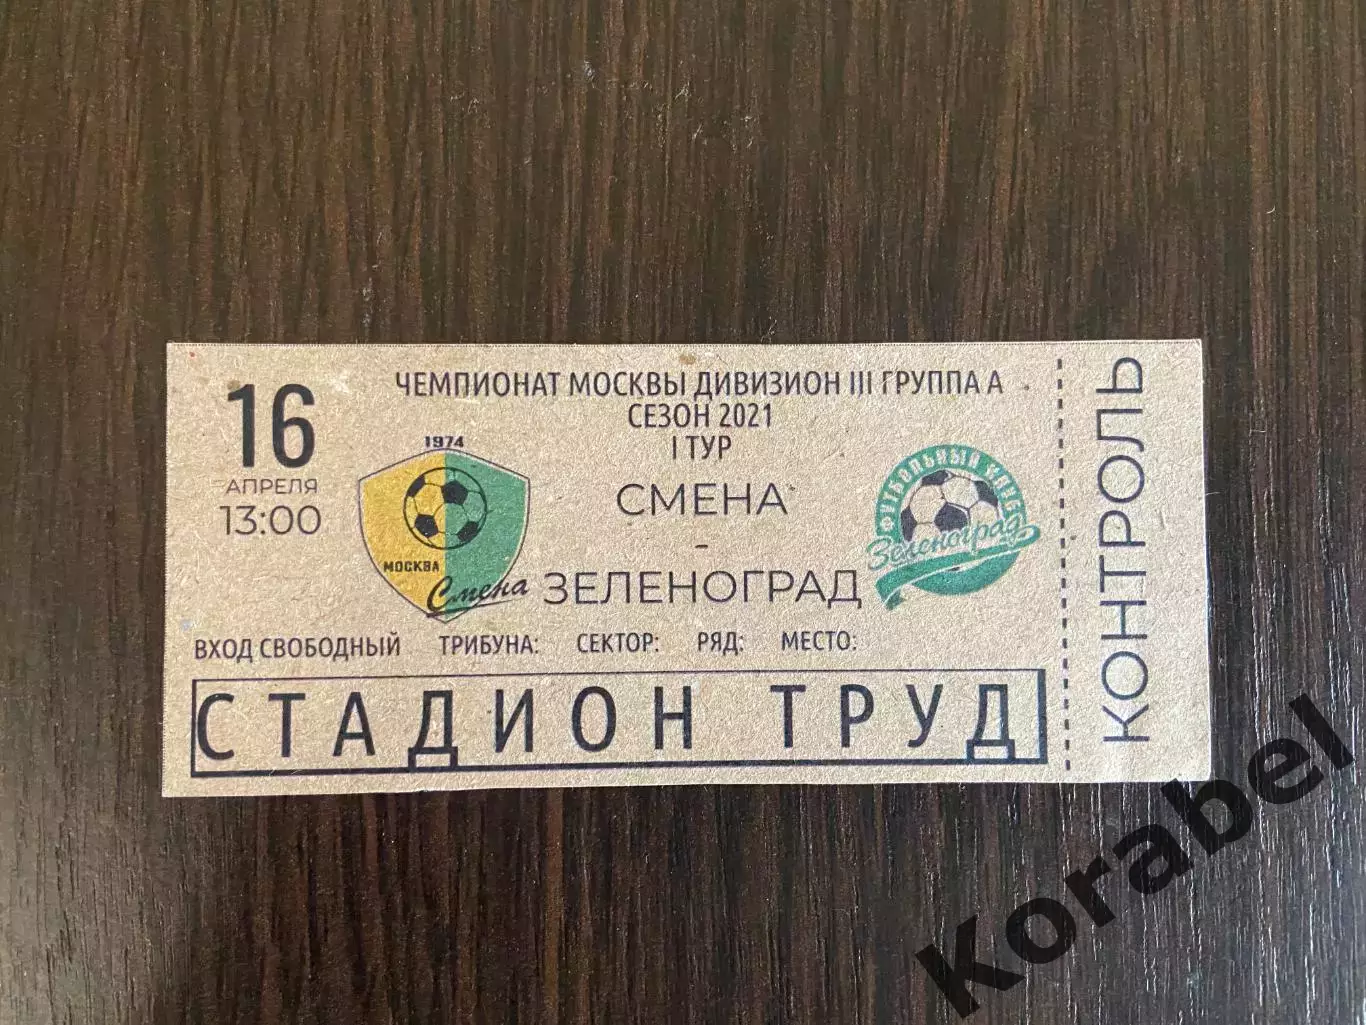 ЧЕМПИОНАТ МОСКВЫ ДИВИЗИОН III ГРУППА А
СЕЗОН 2021
I ТУР
16
АПРЕЛЯ
13:00
1974
МОСКВА
Смена
СМЕНА
-
ЗЕЛЕНОГРАД
ФУТБОЛЬНЫЙ КЛУБ
Зеленоград
ВХОД СВОБОДНЫЙ ТРИБУНА: СЕКТОР: РЯД: МЕСТО:
СТАДИОН ТРУД
КОНТРОЛЬ
Korabel